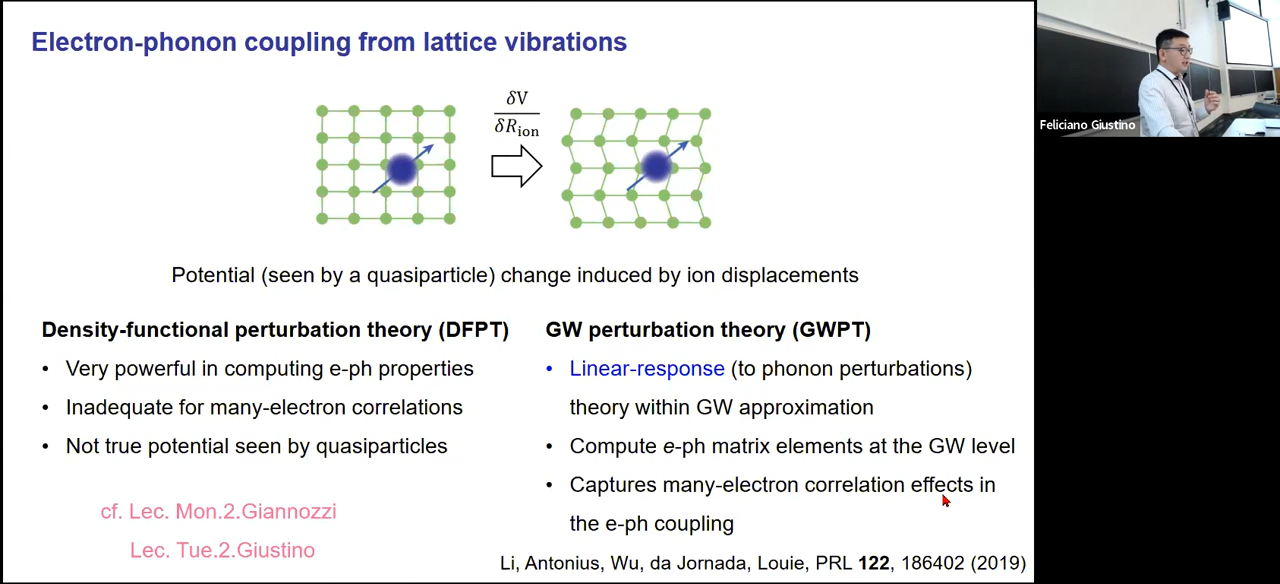 Electron-phonon coupling from lattice vibrations
δV
δR_ion
Potential (seen by a quasiparticle) change induced by ion displacements
Density-functional perturbation theory (DFPT)
• Very powerful in computing e-ph properties
• Inadequate for many-electron correlations
• Not true potential seen by quasiparticles
cf. Lec. Mon.2.Giannozzi
Lec. Tue.2.Giustino
GW perturbation theory (GWPT)
• Linear-response (to phonon perturbations)
theory within GW approximation
• Compute e-ph matrix elements at the GW level
• Captures many-electron correlation effects in
the e-ph coupling
Li, Antonius, Wu, da Jornada, Louie, PRL 122, 186402 (2019)
Feliciano Giustino